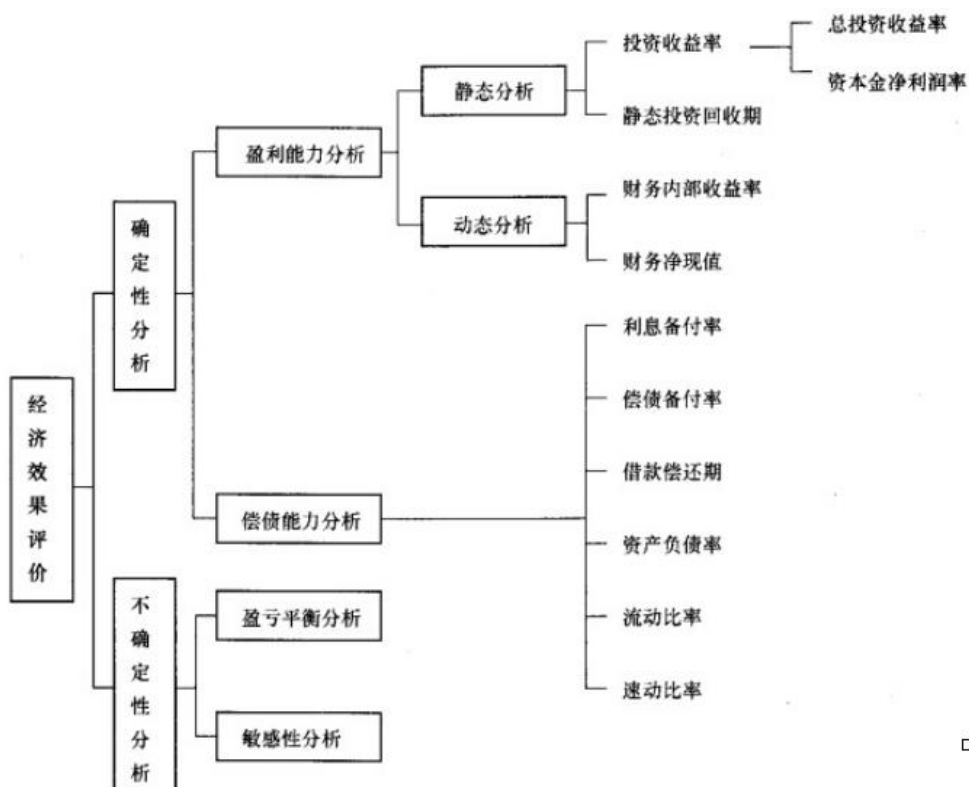 经济效果评价
确定性分析
盈利能力分析
静态分析
投资收益率
总投资收益率
资本金净利润率
静态投资回收期
动态分析
财务内部收益率
财务净现值
偿债能力分析
利息备付率
偿债备付率
借款偿还期
资产负债率
流动比率
速动比率
不确定性分析
盈亏平衡分析
敏感性分析